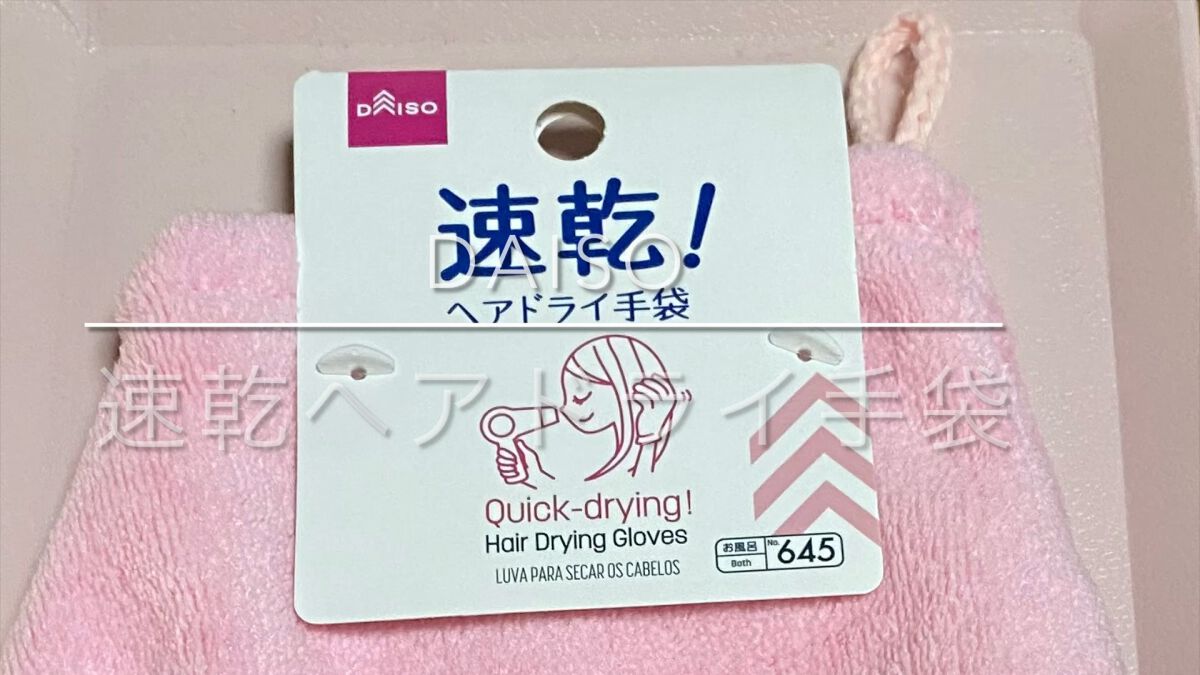 DAISO
速乾!
DAISO
ヘアドライ手袋
速乾ヘアドライ手袋
Quick-drying!
Hair Drying Gloves
LUVA PARA SECAR OS CABELOS
お風呂
Both
No.645